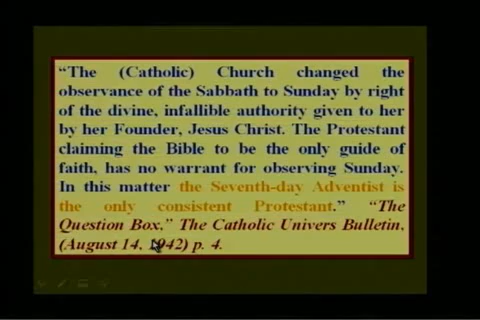 “The (Catholic) Church changed the
observance of the Sabbath to Sunday by right
of the divine, infallible authority given to her
by her Founder, Jesus Christ. The Protestant
claiming the Bible to be the only guide of
faith, has no warrant for observing Sunday.
In this matter the Seventh-day Adventist is
the only consistent Protestant.” “The
Question Box,” The Catholic Univers Bulletin,
(August 14, 1942) p. 4.